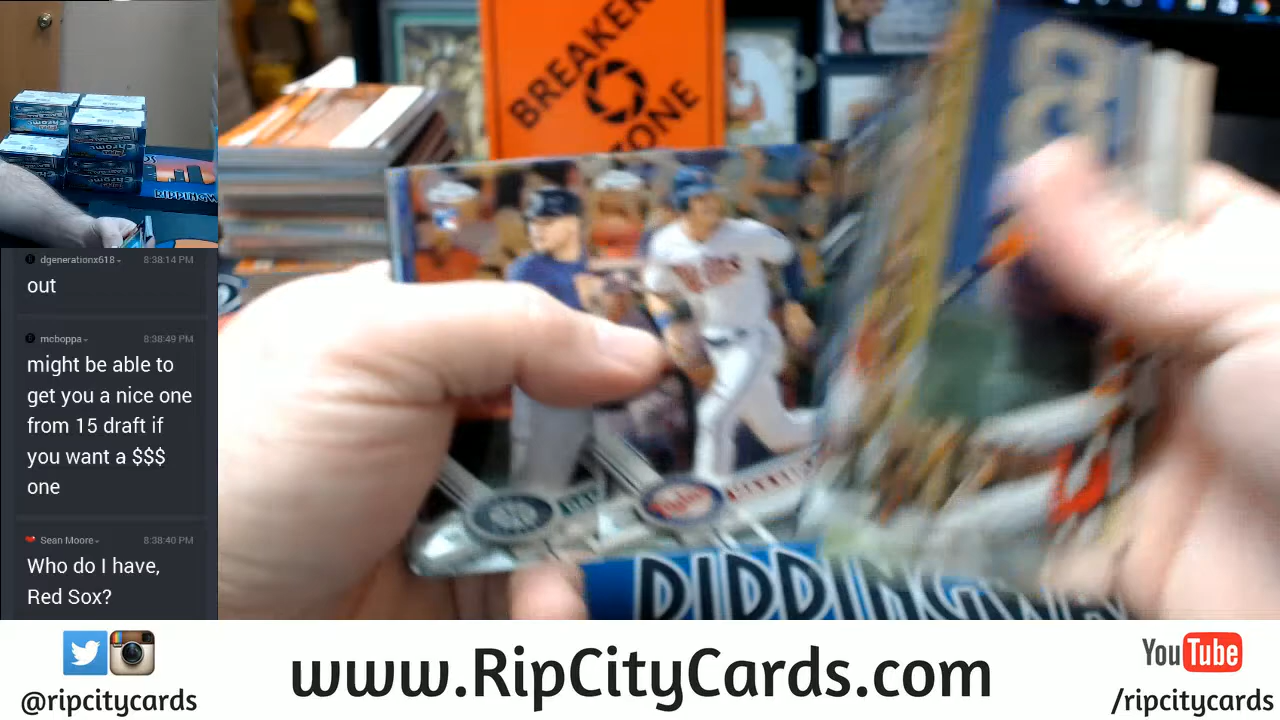 BREAKER
ZONE
dgenerationx618
8:38:14 PM
out
mcboppa
8:38:49 PM
might be able to
get you a nice one
from 15 draft if
you want a $$$
one
Sean Moore
8:38:40 PM
Who do I have,
Red Sox?
www.RipCityCards.com
@ripcitycards
YouTube
/ripcitycards